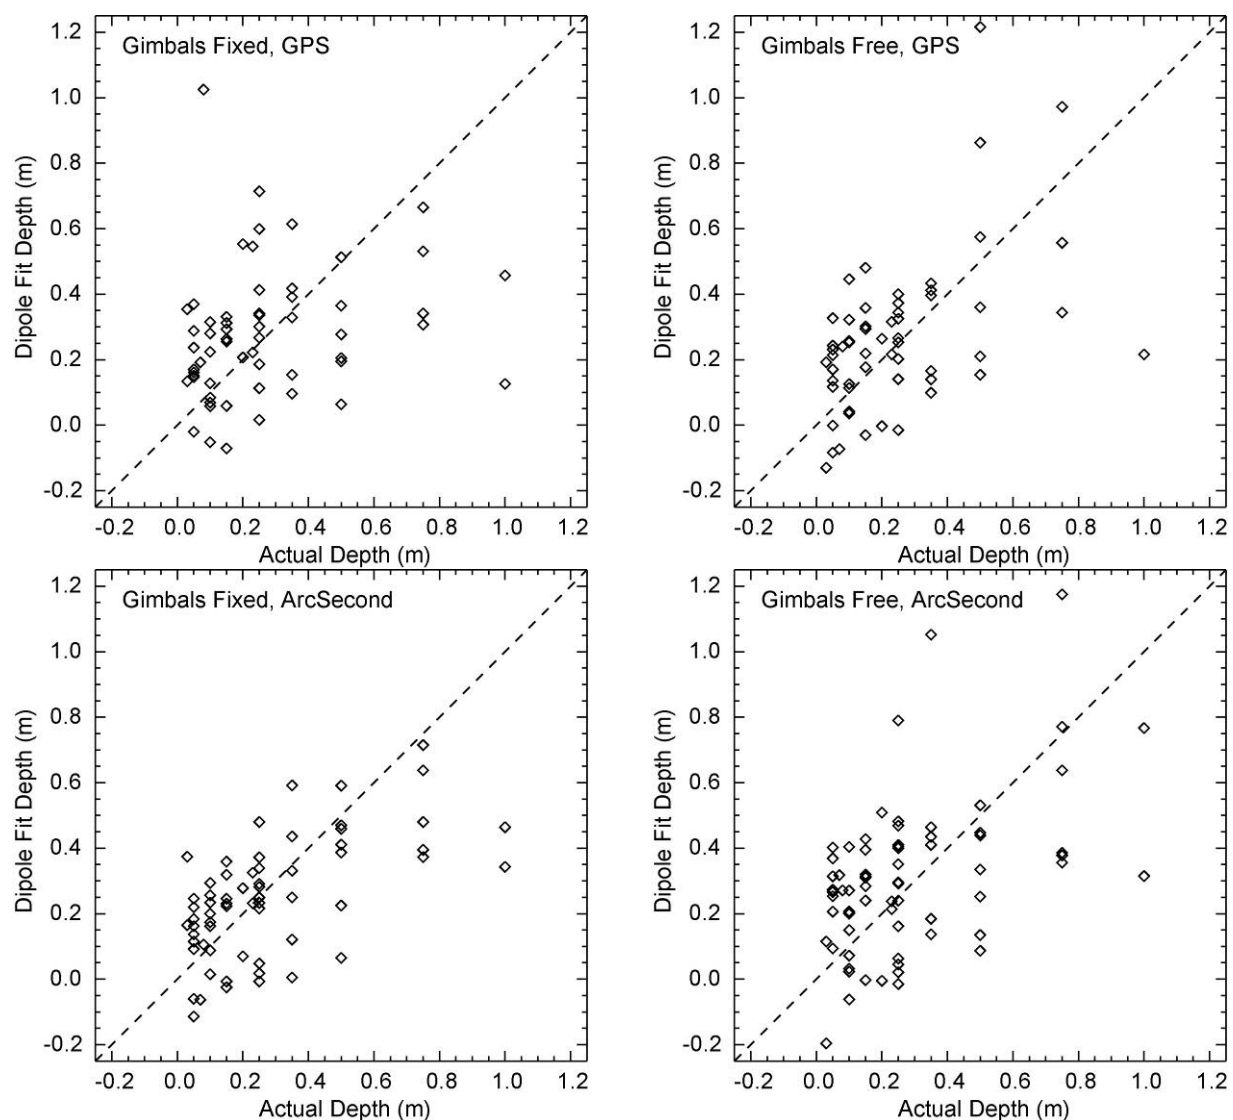 Gimbals Fixed, GPS
1.2
1.0
0.8
0.6
0.4
0.2
0.0
-0.2
Dipole Fit Depth (m)
-0.2 0.0 0.2 0.4 0.6 0.8 1.0 1.2
Actual Depth (m)
Gimbals Free, GPS
1.2
1.0
0.8
0.6
0.4
0.2
0.0
-0.2
Dipole Fit Depth (m)
-0.2 0.0 0.2 0.4 0.6 0.8 1.0 1.2
Actual Depth (m)
Gimbals Fixed, ArcSecond
1.2
1.0
0.8
0.6
0.4
0.2
0.0
-0.2
Dipole Fit Depth (m)
-0.2 0.0 0.2 0.4 0.6 0.8 1.0 1.2
Actual Depth (m)
Gimbals Free, ArcSecond
1.2
1.0
0.8
0.6
0.4
0.2
0.0
-0.2
Dipole Fit Depth (m)
-0.2 0.0 0.2 0.4 0.6 0.8 1.0 1.2
Actual Depth (m)